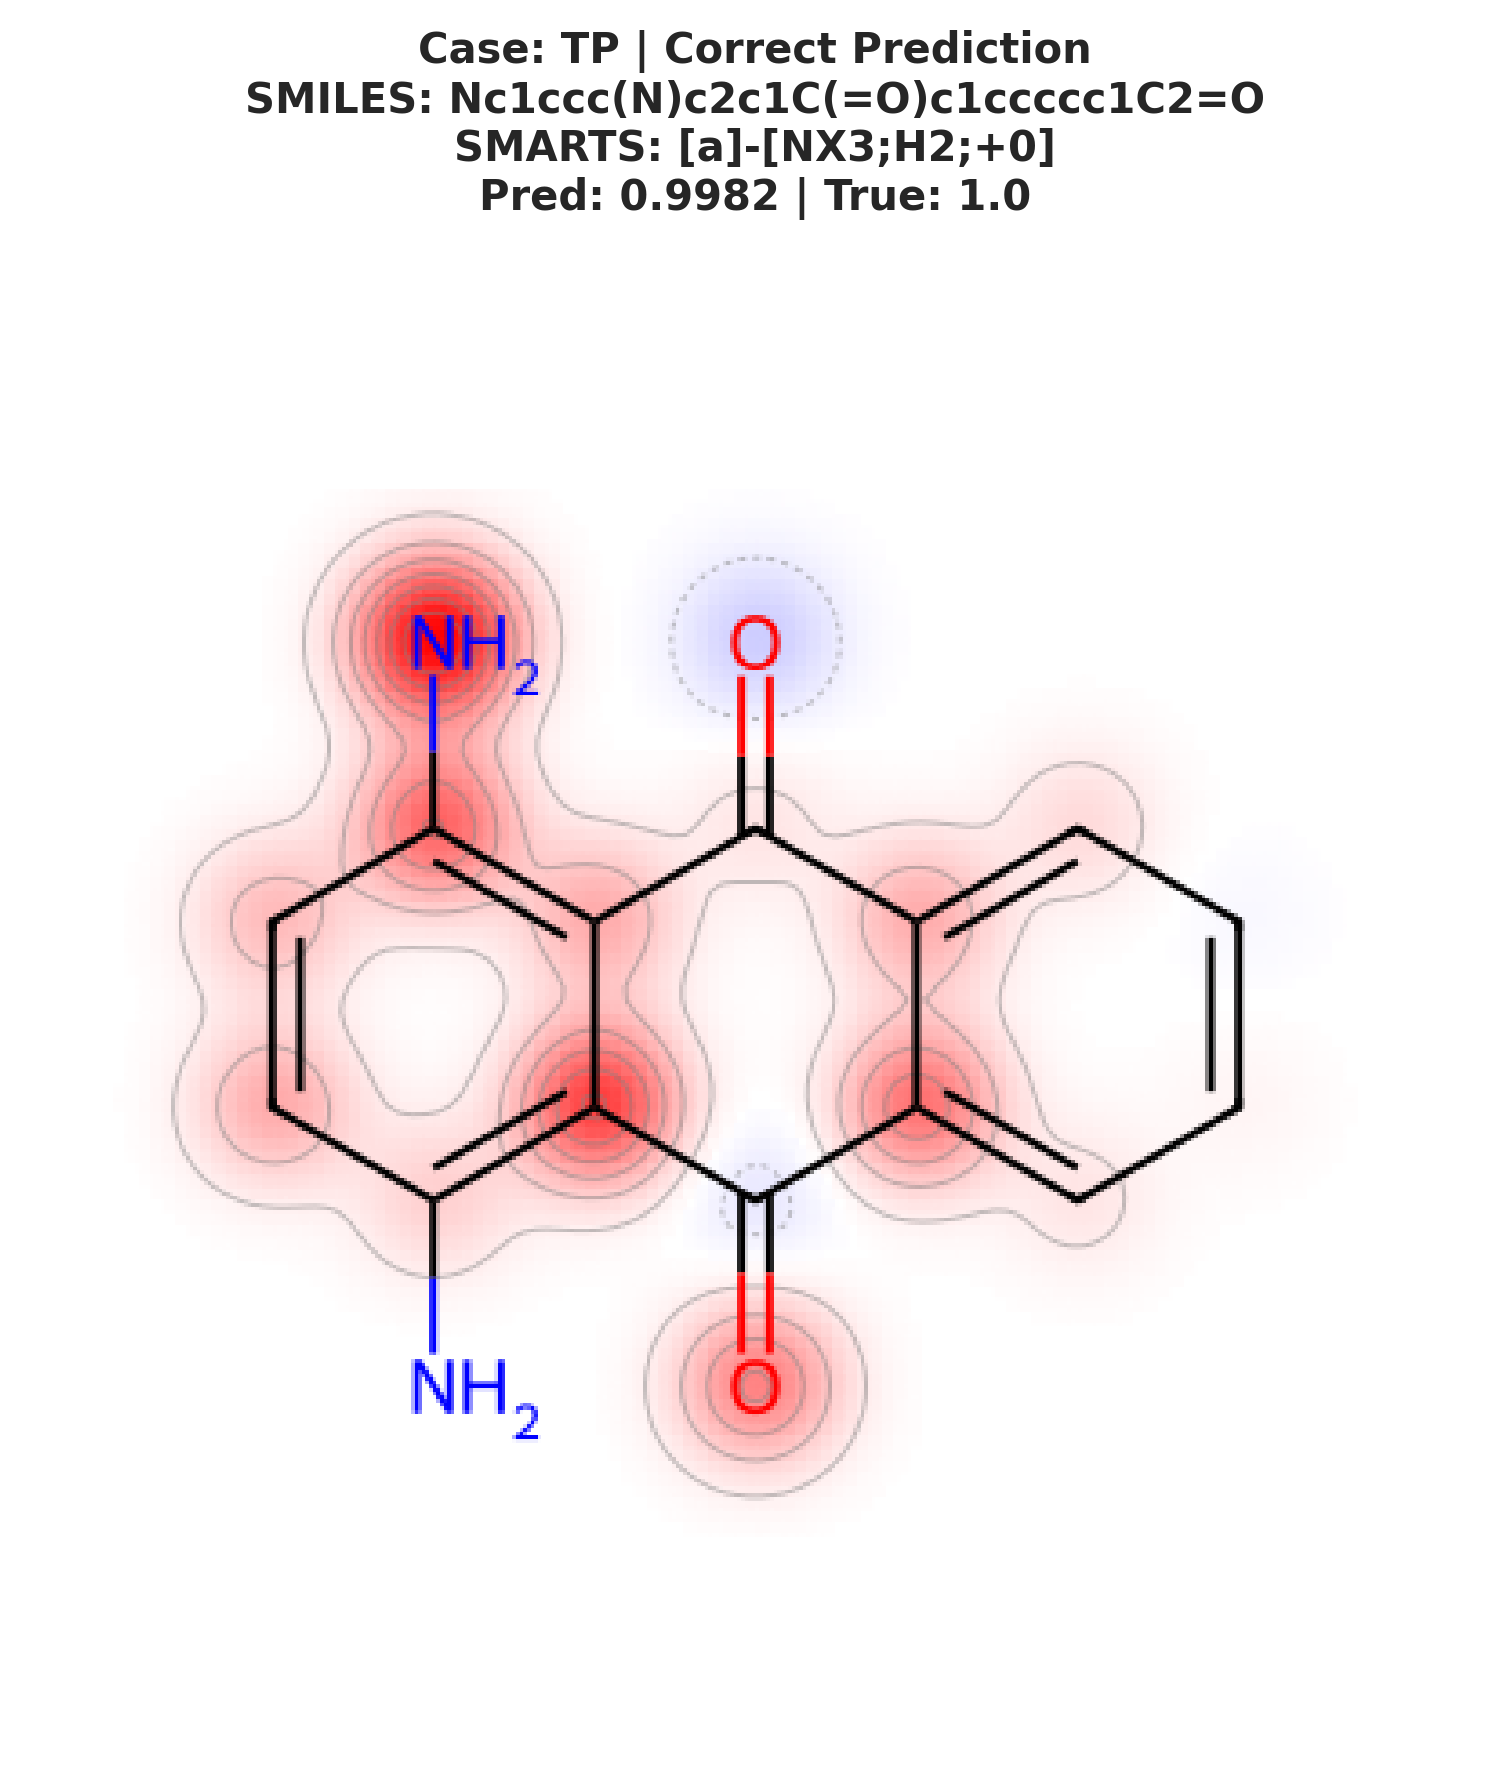 Case: TP | Correct Prediction
SMILES: Nc1ccc(N)c2c1C(=O)c1ccccc1C2=O
SMARTS: [a]-[NX3;H2;+0]
Pred: 0.9982 | True: 1.0
NH2 O
NH2 O